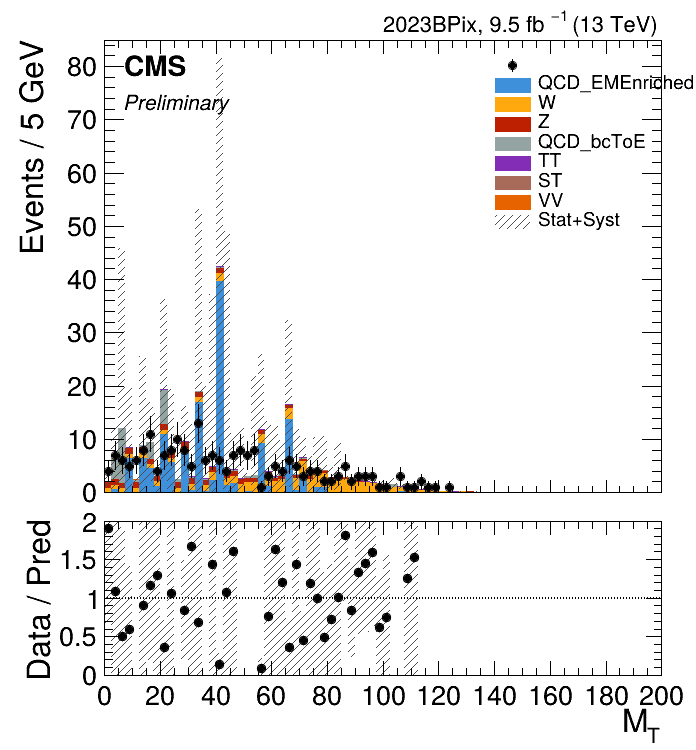 2023BPix, 9.5 fb⁻¹ (13 TeV)
CMS
Preliminary
QCD_EMEnriched
W
Z
QCD_bcToE
TT
ST
VV
Stat+Syst
Events / 5 GeV
80
70
60
50
40
30
20
10
0
Data / Pred
2
1.5
1
0.5
0
0 20 40 60 80 100 120 140 160 180 200
M_T